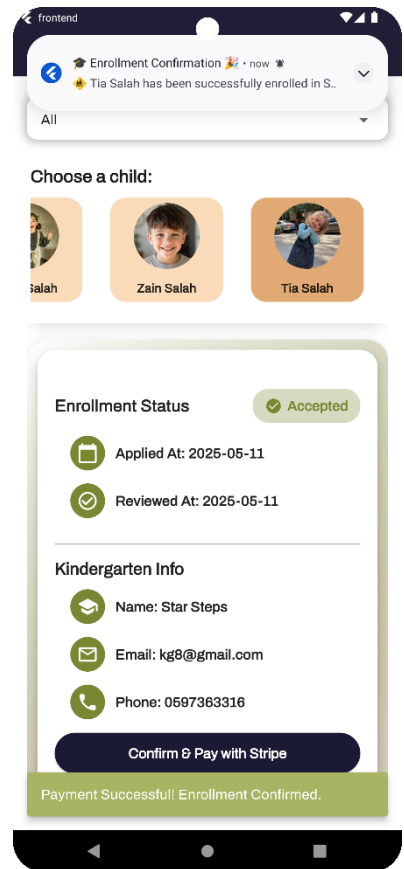 frontend
🎓 Enrollment Confirmation 🎉 • now
🚸 Tia Salah has been successfully enrolled in S..
All
Choose a child:
Salah
Zain Salah
Tia Salah
Enrollment Status
Accepted
Applied At: 2025-05-11
Reviewed At: 2025-05-11
Kindergarten Info
Name: Star Steps
Email: kg8@gmail.com
Phone: 0597363316
Confirm & Pay with Stripe
Payment Successful! Enrollment Confirmed.